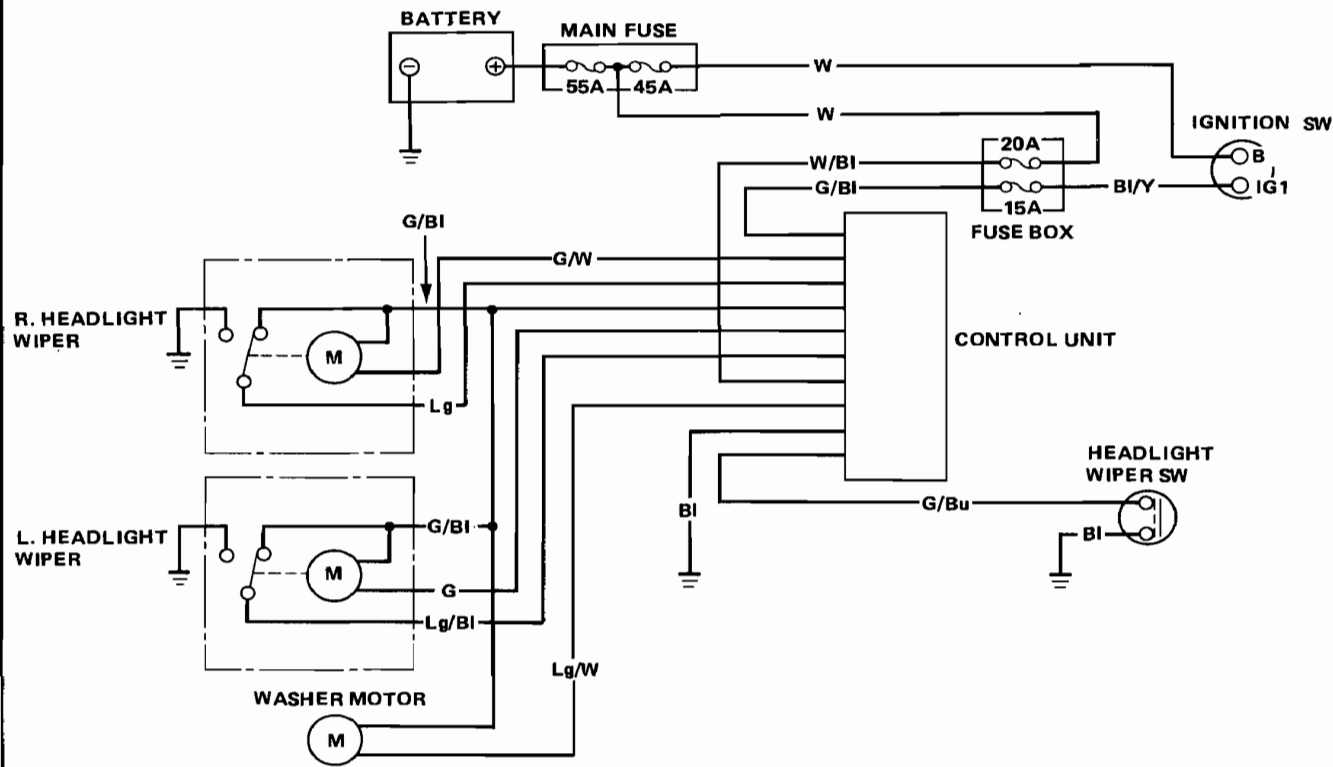 BATTERY
MAIN FUSE
55A
45A
W
W
IGNITION SW
20A
B
W/Bl
G/Bl
Bl/Y
IG1
15A
FUSE BOX
G/Bl
G/W
R. HEADLIGHT
WIPER
M
CONTROL UNIT
Lg
HEADLIGHT
WIPER SW
G/Bu
Bl
Bl
L. HEADLIGHT
WIPER
G/Bl
M
G
Lg/Bl
Lg/W
WASHER MOTOR
M